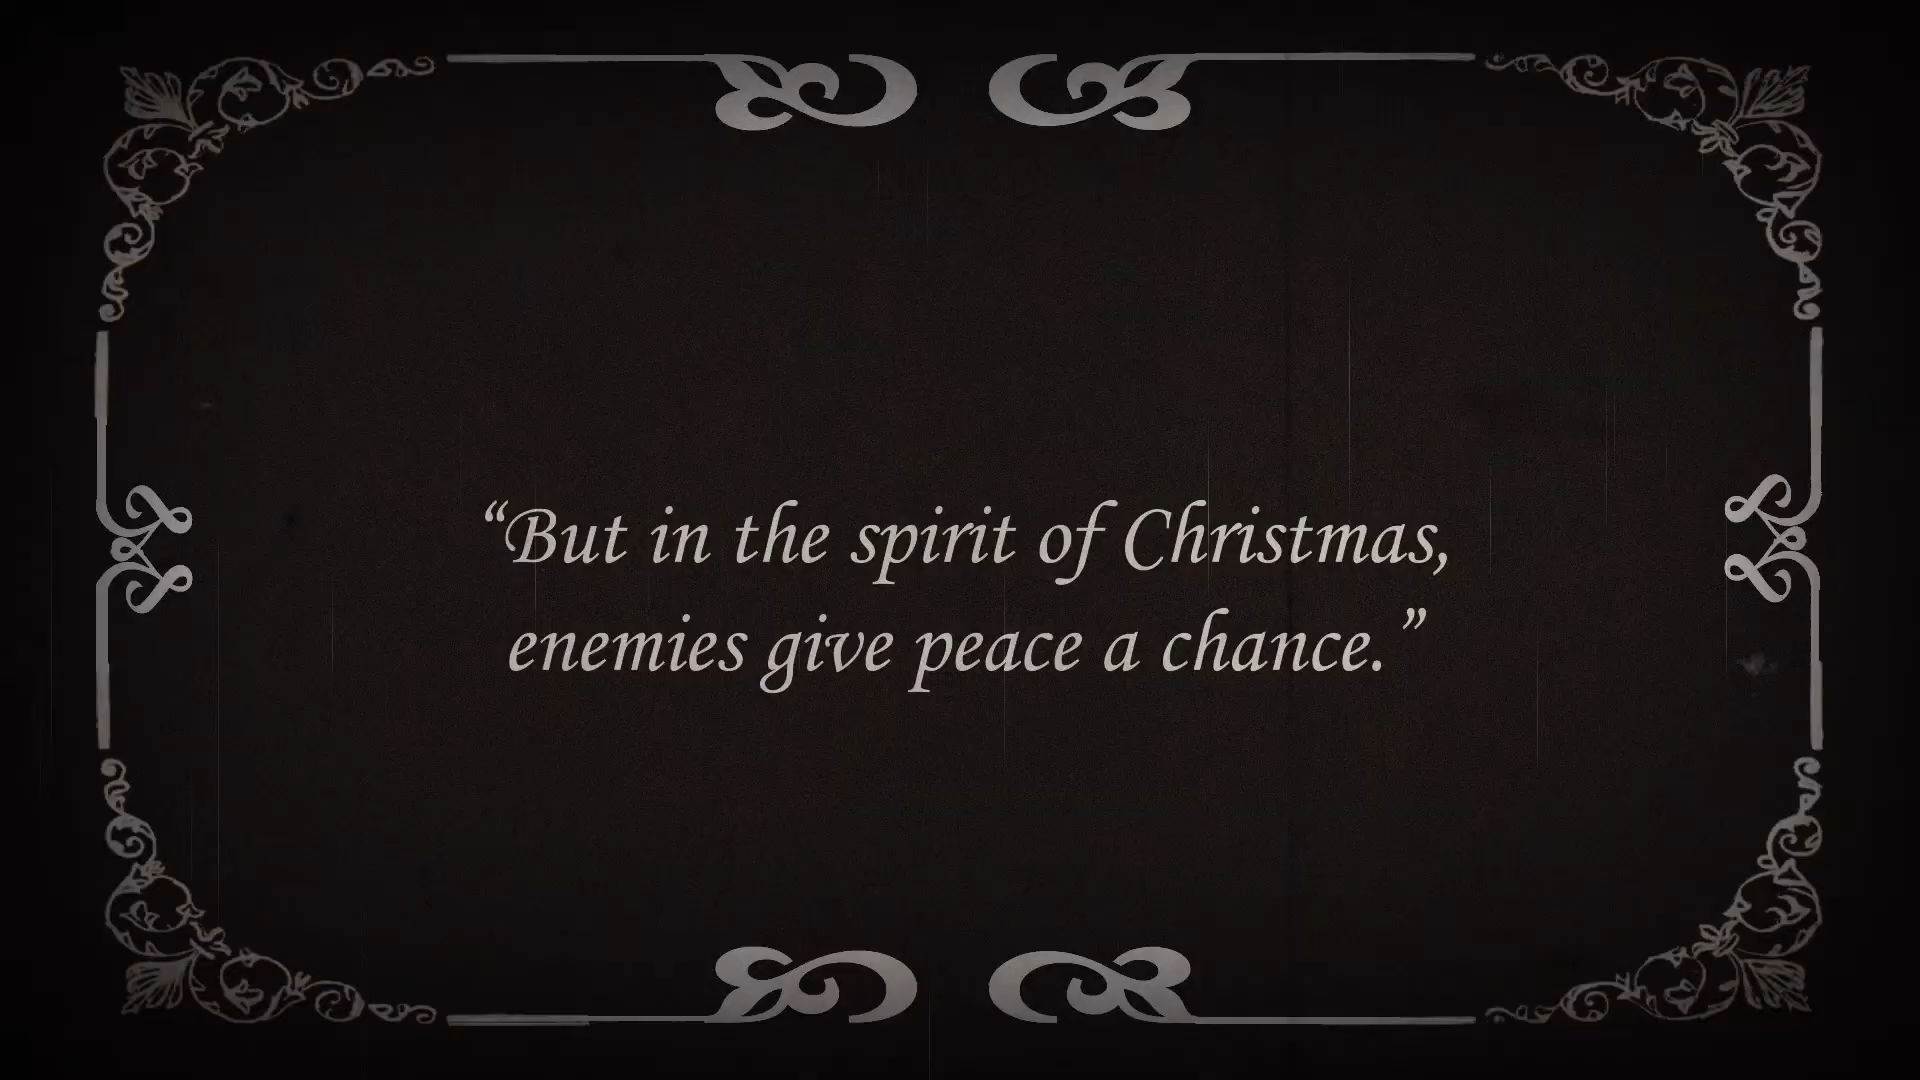 “But in the spirit of Christmas,
enemies give peace a chance.”